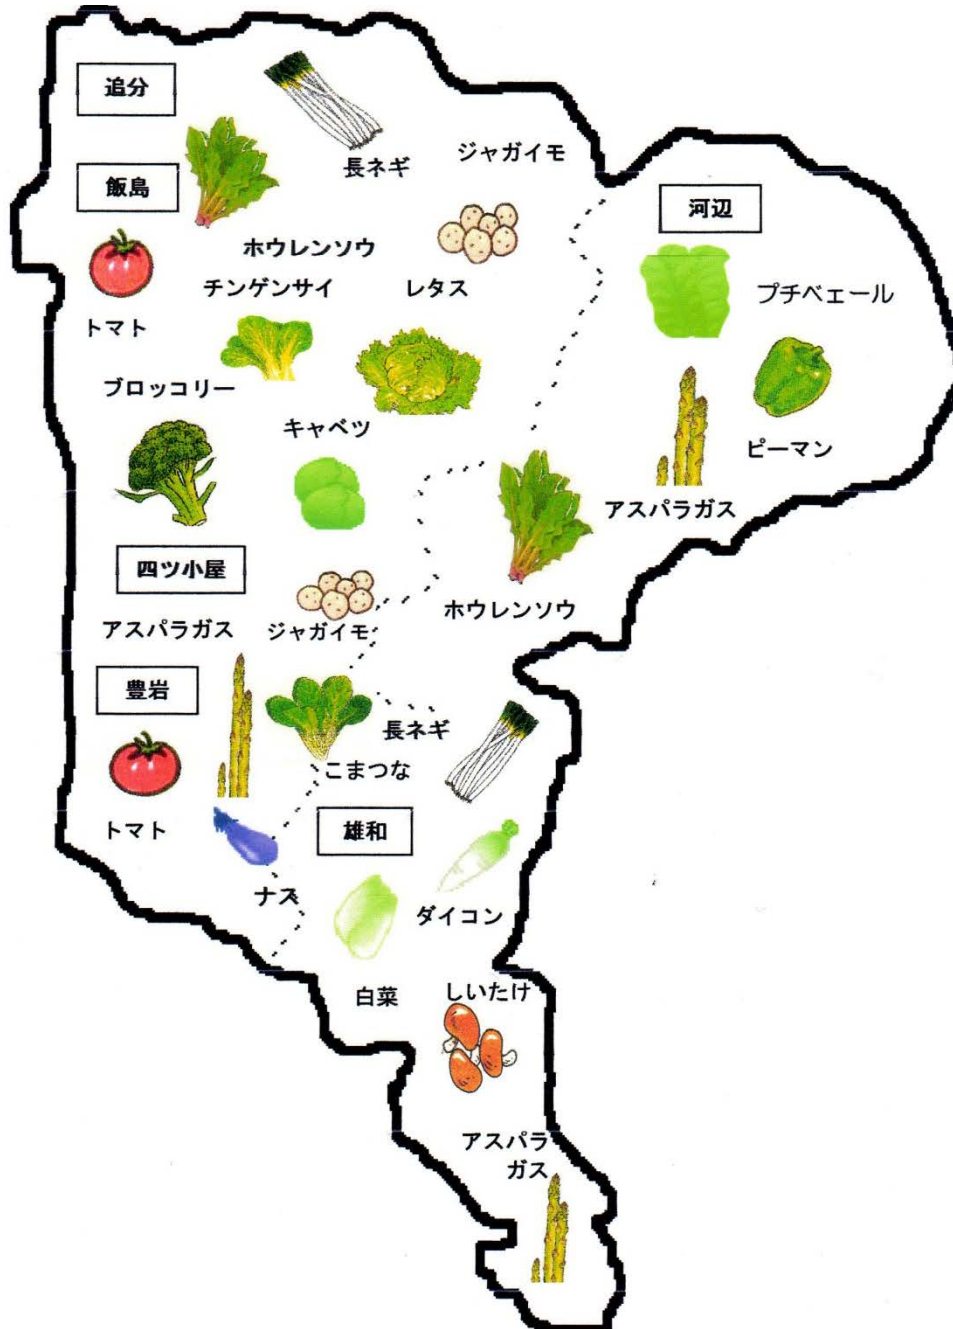 追分
長ネギ
ジャガイモ
飯島
河辺
ホウレンソウ
チンゲンサイ
レタス
プチベェール
トマト
ブロッコリー
キャベツ
ピーマン
アスパラガス
四ツ小屋
ホウレンソウ
アスパラガス
ジャガイモ
豊岩
長ネギ
こまつな
トマト
雄和
ナス
ダイコン
白菜
しいたけ
アスパラ
ガス